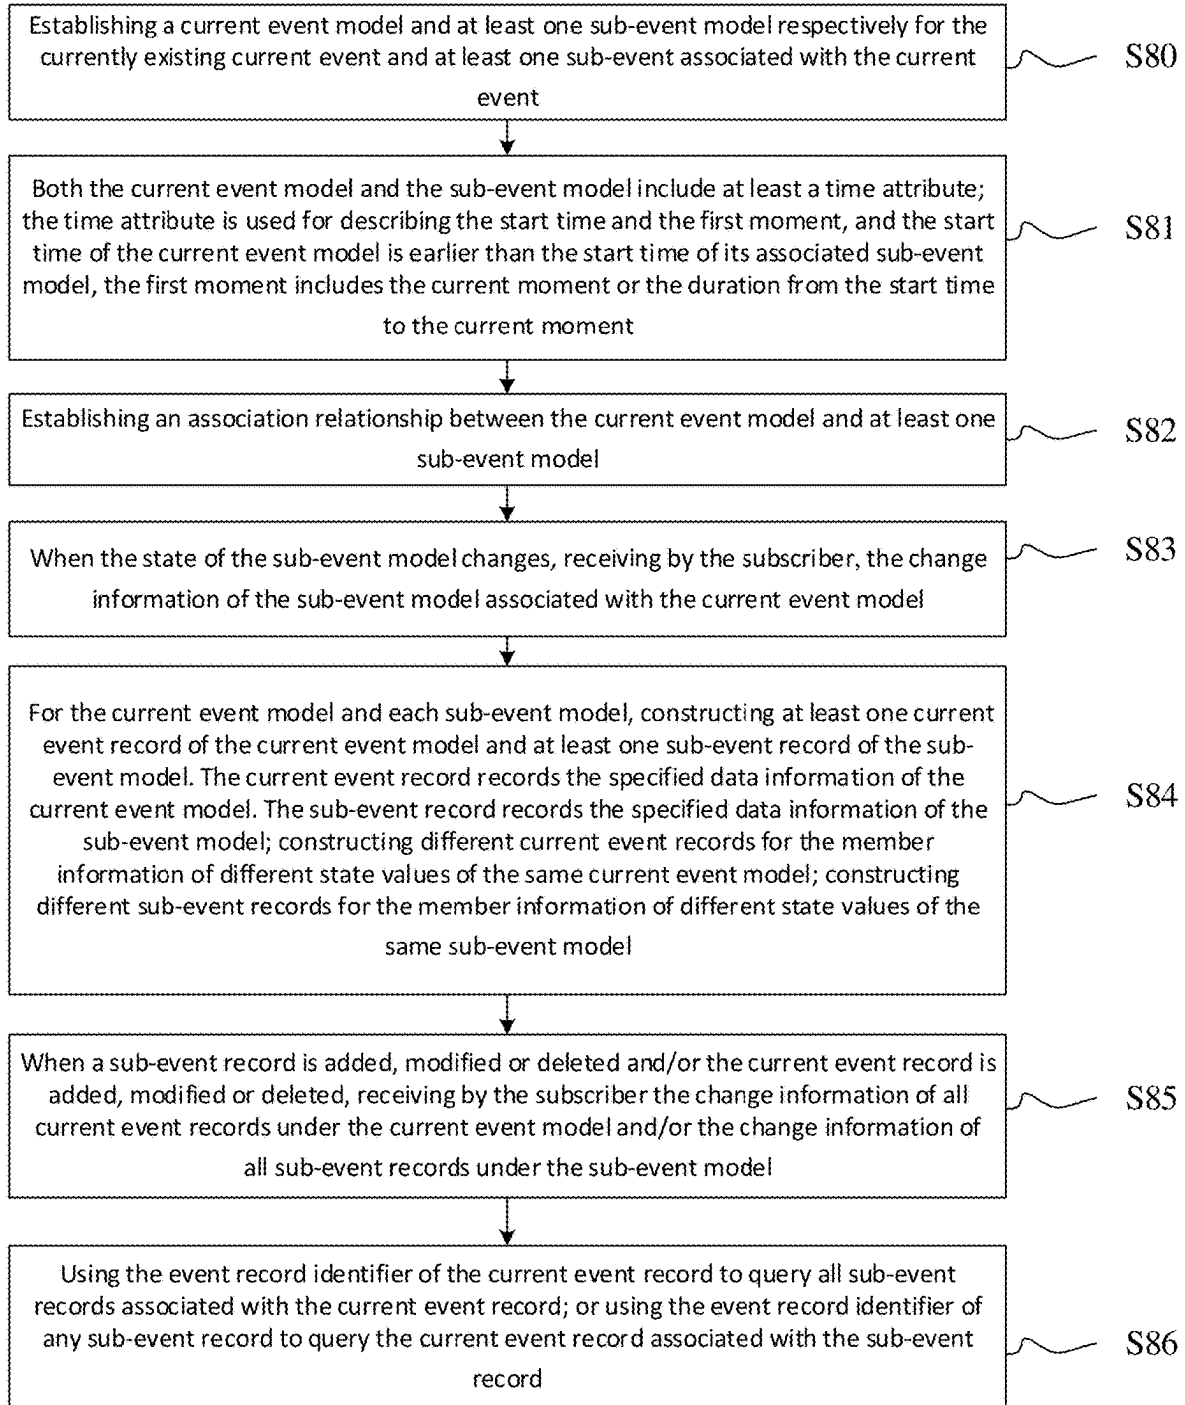 Establishing a current event model and at least one sub-event model respectively for the
currently existing current event and at least one sub-event associated with the current
event
S80
Both the current event model and the sub-event model include at least a time attribute;
the time attribute is used for describing the start time and the first moment, and the start
time of the current event model is earlier than the start time of its associated sub-event
model, the first moment includes the current moment or the duration from the start time
to the current moment
S81
Establishing an association relationship between the current event model and at least one
sub-event model
S82
When the state of the sub-event model changes, receiving by the subscriber, the change
information of the sub-event model associated with the current event model
S83
For the current event model and each sub-event model, constructing at least one current
event record of the current event model and at least one sub-event record of the sub-
event model. The current event record records the specified data information of the
current event model. The sub-event record records the specified data information of the
sub-event model; constructing different current event records for the member
information of different state values of the same current event model; constructing
different sub-event records for the member information of different state values of the
same sub-event model
S84
When a sub-event record is added, modified or deleted and/or the current event record is
added, modified or deleted, receiving by the subscriber the change information of all
current event records under the current event model and/or the change information of
all sub-event records under the sub-event model
S85
Using the event record identifier of the current event record to query all sub-event
records associated with the current event record; or using the event record identifier of
any sub-event record to query the current event record associated with the sub-event
record
S86